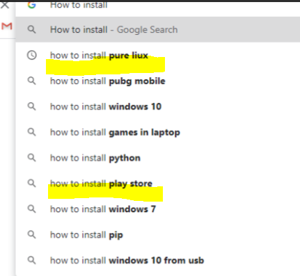 How to install
How to install - Google Search
how to install pure liux
how to install pubg mobile
how to install windows 10
how to install games in laptop
how to install python
how to install play store
how to install windows 7
how to install pip
how to install windows 10 from usb